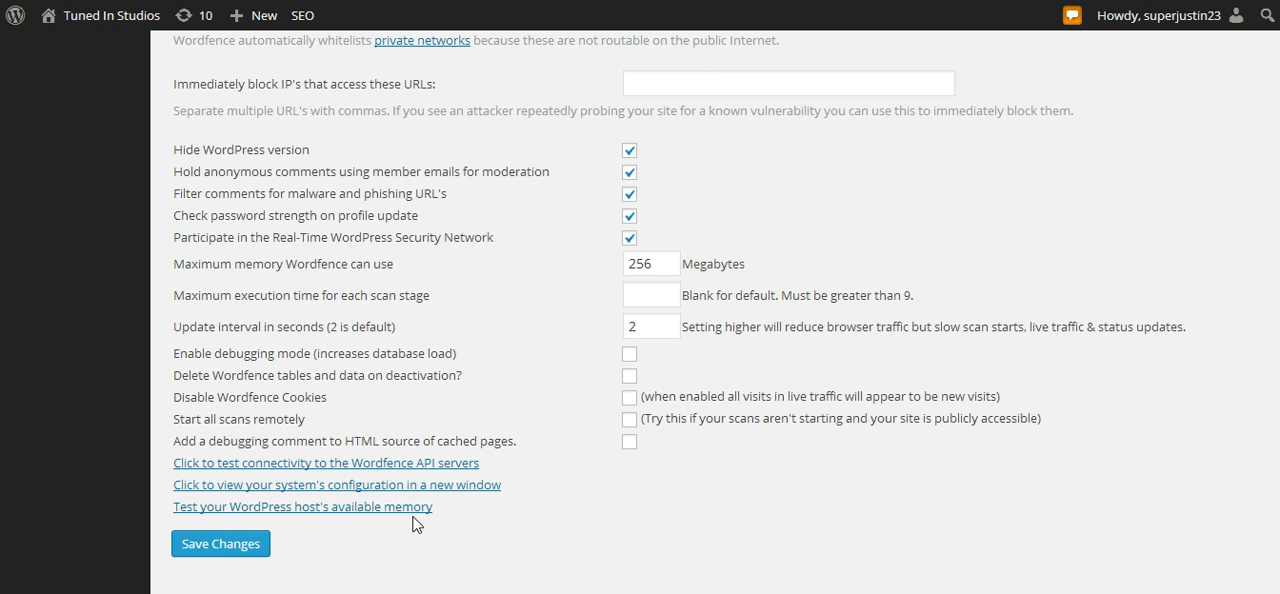 Tuned In Studios 10 New SEO Howdy, superjustin23
Wordfence automatically whitelists private networks because these are not routable on the public Internet.
Immediately block IP's that access these URLs:
Separate multiple URL's with commas. If you see an attacker repeatedly probing your site for a known vulnerability you can use this to immediately block them.
Hide WordPress version
Hold anonymous comments using member emails for moderation
Filter comments for malware and phishing URL's
Check password strength on profile update
Participate in the Real-Time WordPress Security Network
Maximum memory Wordfence can use 256 Megabytes
Maximum execution time for each scan stage Blank for default. Must be greater than 9.
Update interval in seconds (2 is default) 2 Setting higher will reduce browser traffic but slow scan starts, live traffic & status updates.
Enable debugging mode (increases database load)
Delete Wordfence tables and data on deactivation?
Disable Wordfence Cookies (when enabled all visits in live traffic will appear to be new visits)
Start all scans remotely (Try this if your scans aren't starting and your site is publicly accessible)
Add a debugging comment to HTML source of cached pages.
Click to test connectivity to the Wordfence API servers
Click to view your system's configuration in a new window
Test your WordPress host's available memory
Save Changes